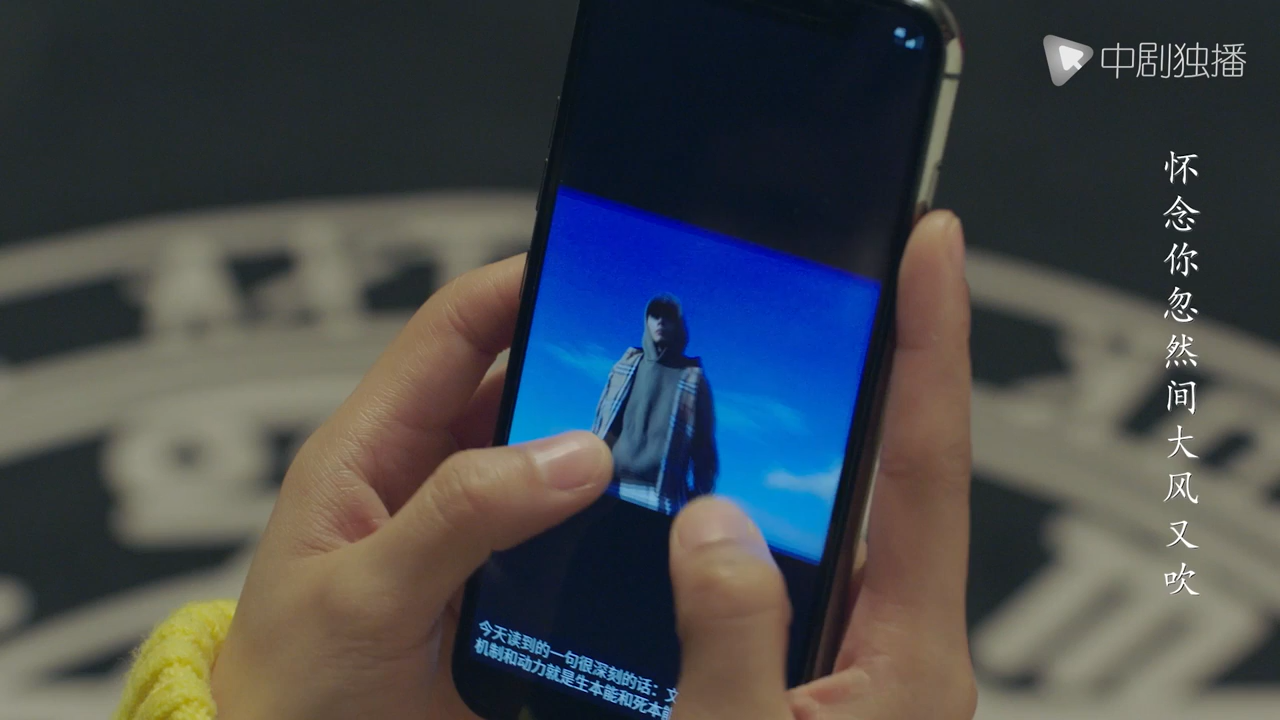 中剧独播
怀念你忽然间大风又吹
今天读到的一句很深刻的话：文
机制和动力就是生本能和死本能